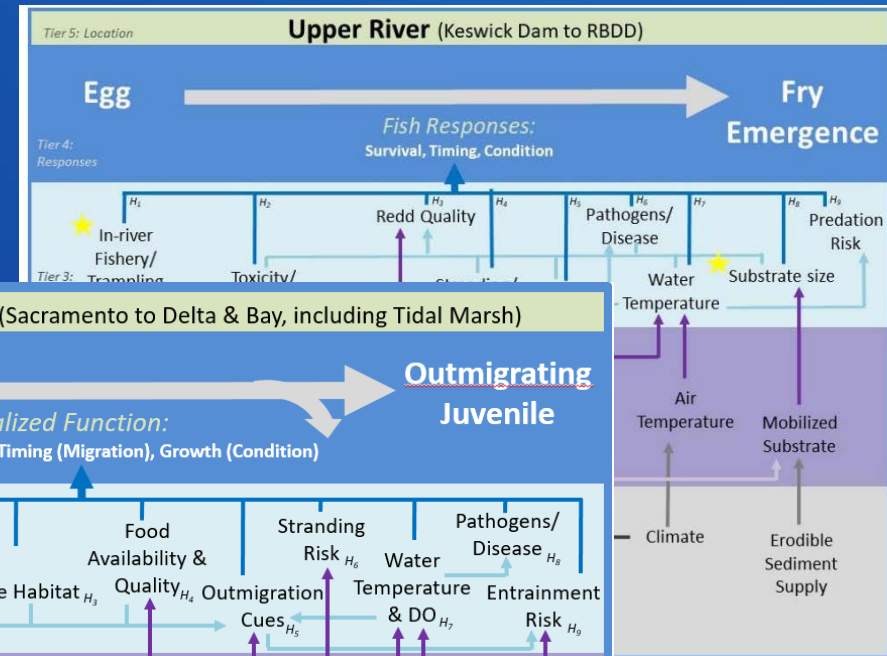 Tier 5: Location
Upper River (Keswick Dam to RBDD)
Egg
Fry
Emergence
Fish Responses:
Survival, Timing, Condition
Tier 4:
Responses
H1
H2
H3
H4
H5
H6
H7
H8
H9
In-river
Fishery/
Trampling
Toxicity/
Redd Quality
Stranding/
Pathogens/
Disease
Water
Temperature
Substrate size
Predation
Risk
Tier 3:
Air
Temperature
Mobilized
Substrate
Climate
Erodible
Sediment
Supply
(Sacramento to Delta & Bay, including Tidal Marsh)
Outmigrating
Juvenile
alized Function:
Timing (Migration), Growth (Condition)
e Habitat H3
Food
Availability &
Quality H4
Outmigration
Cues H5
Stranding
Risk H6
Water
Temperature
& DO H7
Pathogens/
Disease H8
Entrainment
Risk H9